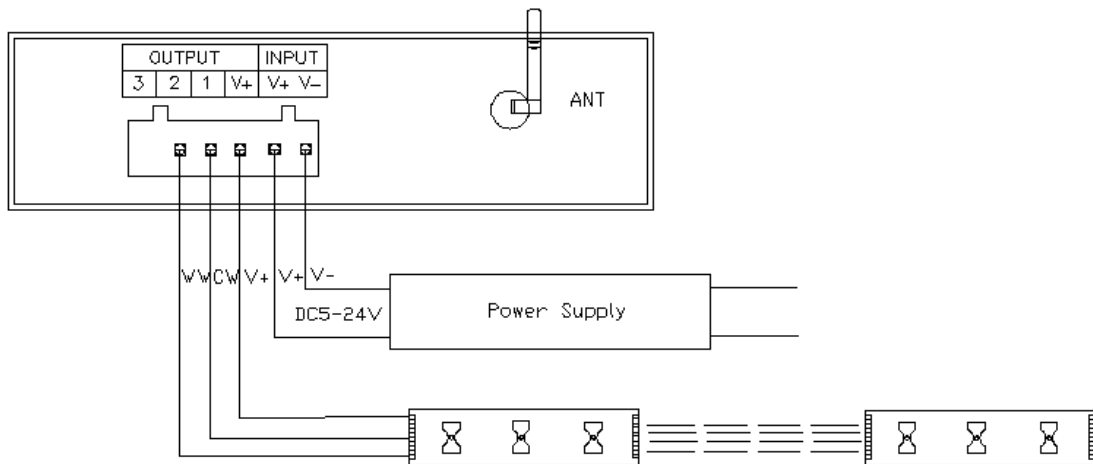 OUTPUT INPUT
3 2 1 V+ V+ V-
ANT
WW CW V+ V+ V-
DC5-24V
Power Supply